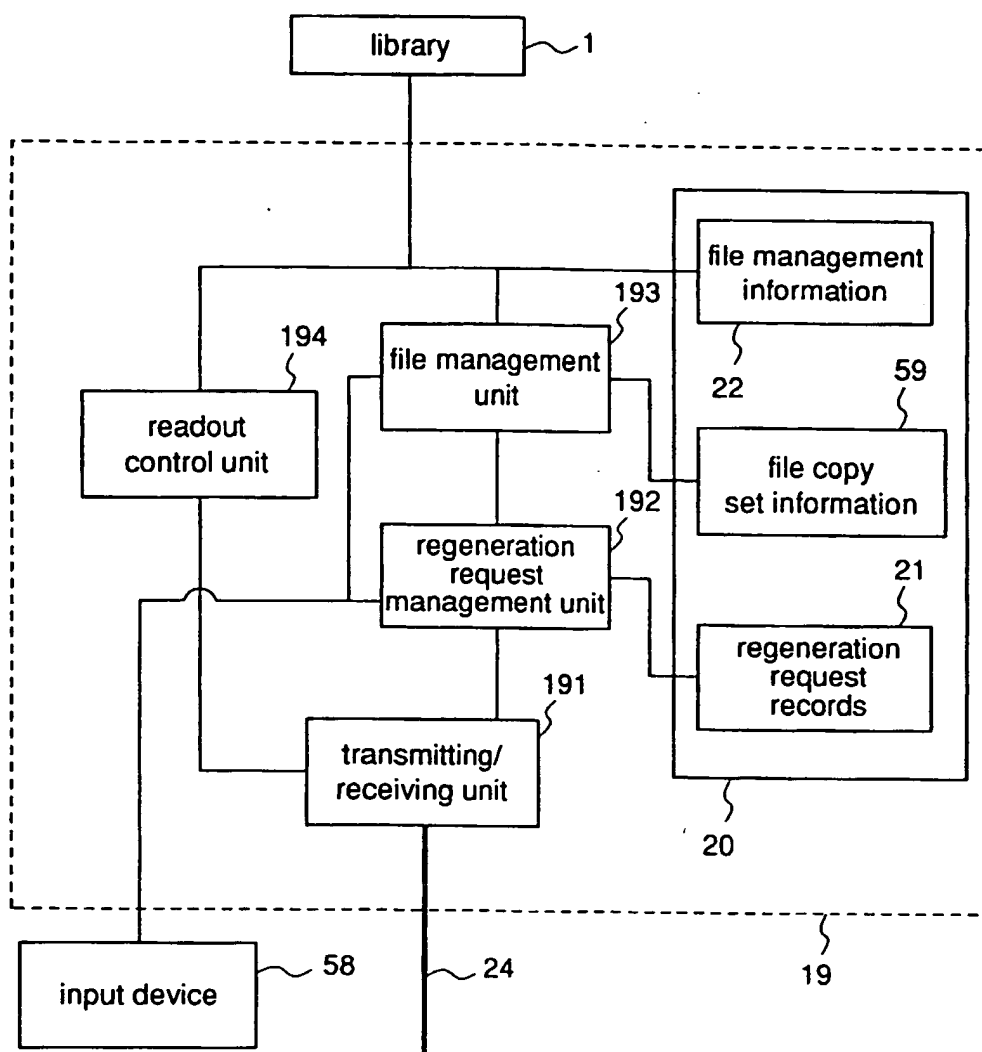 library
1
file management
information
193
194
file management
unit
22
59
readout
control unit
file copy
set information
192
regeneration
request
management unit
21
regeneration
request
records
191
transmitting/
receiving unit
20
input device
58
24
19